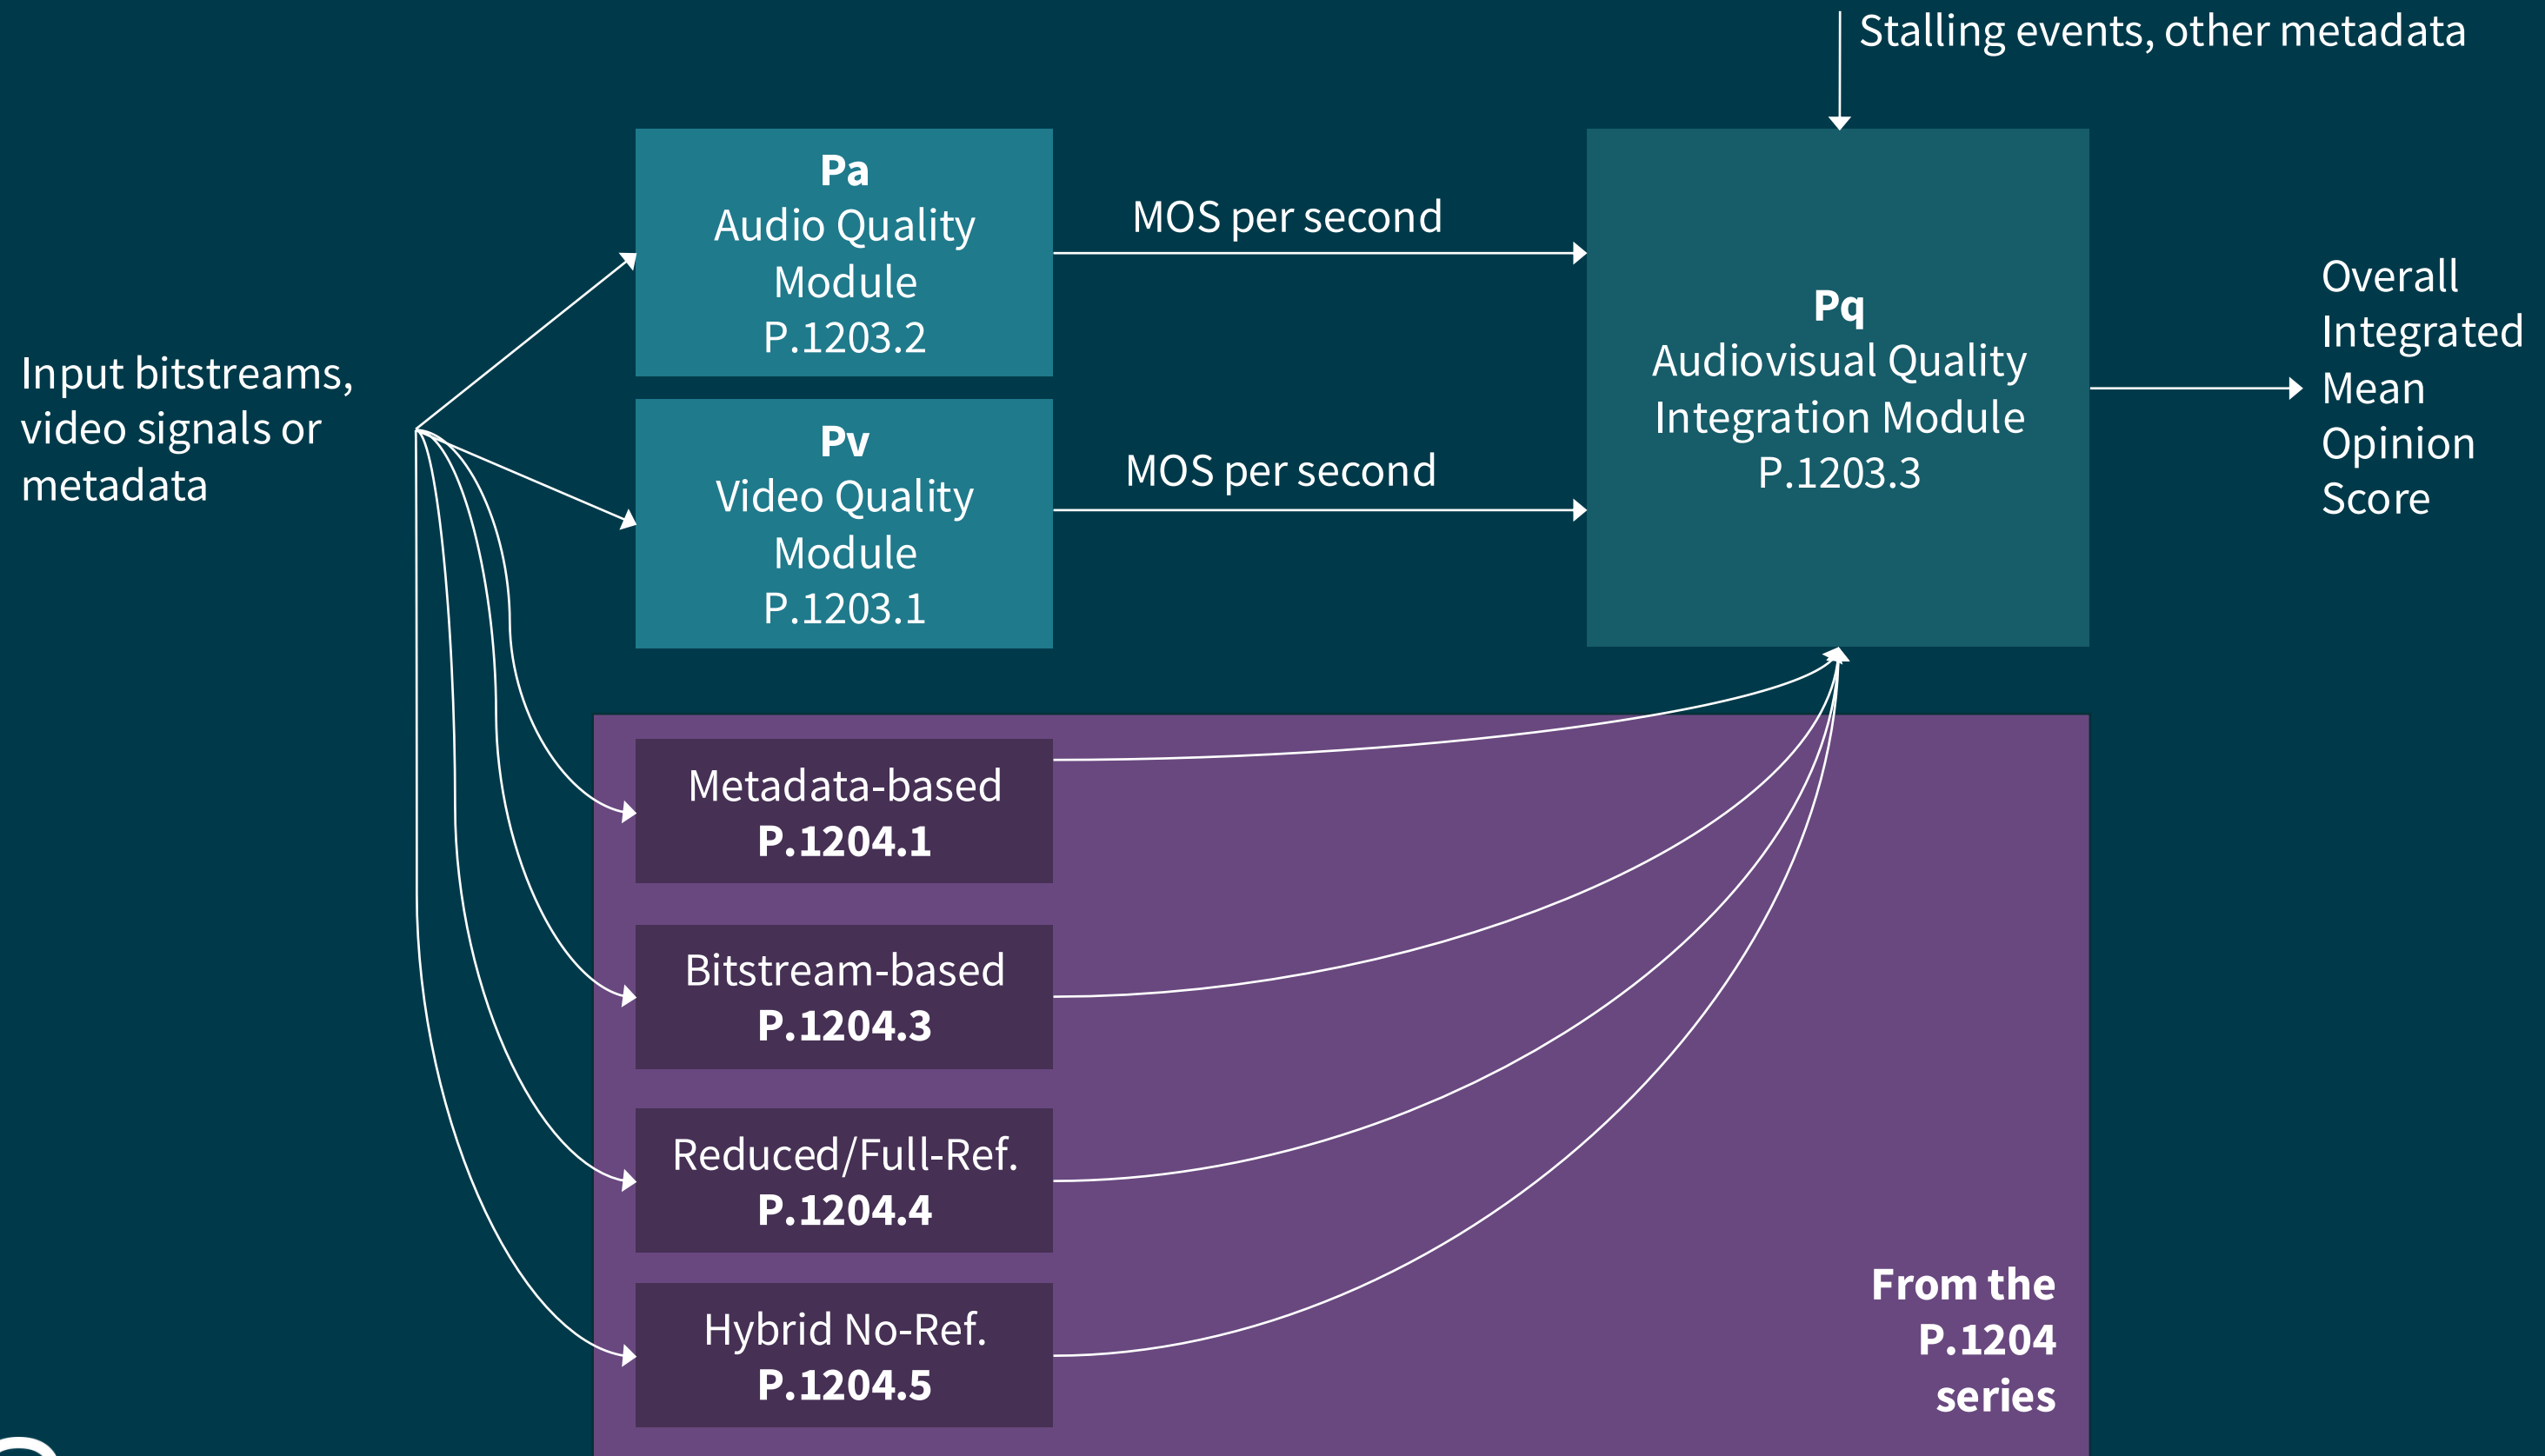 Stalling events, other metadata
Pa
Audio Quality
Module
P.1203.2
MOS per second
Input bitstreams,
video signals or
metadata
Pv
Video Quality
Module
P.1203.1
MOS per second
Pq
Audiovisual Quality
Integration Module
P.1203.3
Overall
Integrated
Mean
Opinion
Score
Metadata-based
P.1204.1
Bitstream-based
P.1204.3
Reduced/Full-Ref.
P.1204.4
Hybrid No-Ref.
P.1204.5
From the
P.1204
series